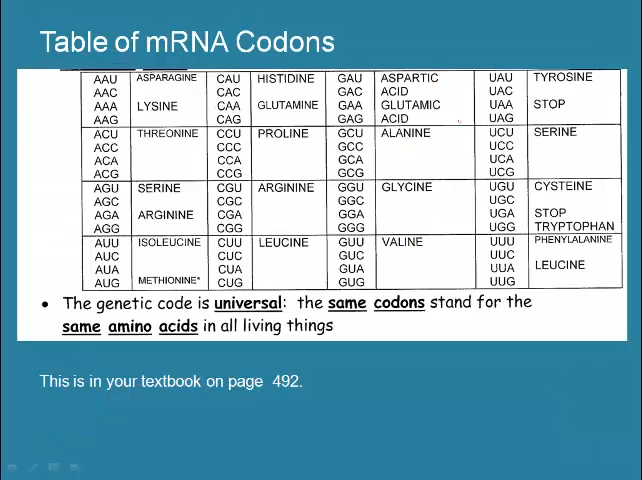 Table of mRNA Codons
AAU ASPARAGINE CAU HISTIDINE GAU ASPARTIC UAU TYROSINE
AAC CAC GAC ACID UAC
AAA LYSINE CAA GLUTAMINE GAA GLUTAMIC UAA STOP
AAG CAG GAG ACID UAG
ACU THREONINE CCU PROLINE GCU ALANINE UCU SERINE
ACC CCC GCC UCC
ACA CCA GCA UCA
ACG CCG GCG UCG
AGU SERINE CGU ARGININE GGU GLYCINE UGU CYSTEINE
AGC CGC GGC UGC
AGA ARGININE CGA GGA UGA STOP
AGG CGG GGG UGG TRYPTOPHAN
AUU ISOLEUCINE CUU LEUCINE GUU VALINE UUU PHENYLALANINE
AUC CUC GUC UUC
AUA CUA GUA UUA LEUCINE
AUG METHIONINE* CUG GUG UUG
• The genetic code is universal: the same codons stand for the
same amino acids in all living things
This is in your textbook on page 492.